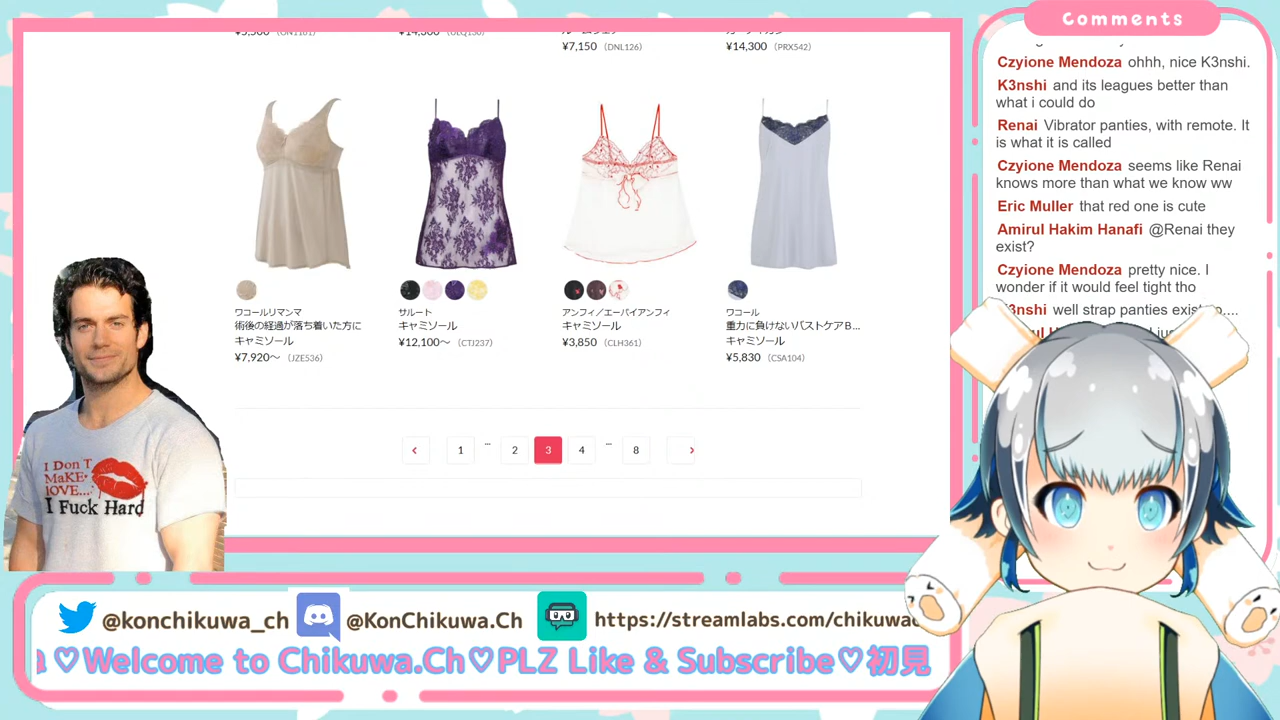 ¥7,150 (DNL126)
¥14,300 (PRX542)
ワコールリマンマ
術後の経過が落ち着いた方に
キャミソール
¥7,920～ (JZE536)
サルート
キャミソール
¥12,100～ (CTJ237)
アンフィ／エーバイアンフィ
キャミソール
¥3,850 (CLH361)
ワコール
重力に負けないバストケアB...
キャミソール
¥5,830 (CSA104)
< 1 ... 2 3 4 ... 8 >
I DON'T
MAKE
LOVE...
I Fuck Hard
Comments
Czyione Mendoza ohhh, nice K3nshi.
K3nshi and its leagues better than
what i could do
Renai Vibrator panties, with remote. It
is what it is called
Czyione Mendoza seems like Renai
knows more than what we know ww
Eric Muller that red one is cute
Amirul Hakim Hanafi @Renai they
exist?
Czyione Mendoza pretty nice. I
wonder if it would feel tight tho
3nshi well strap panties exist
@konchikuwa_ch
@KonChikuwa.Ch
https://streamlabs.com/chikuwac
♡Welcome to Chikuwa.Ch♡PLZ Like & Subscribe♡初見